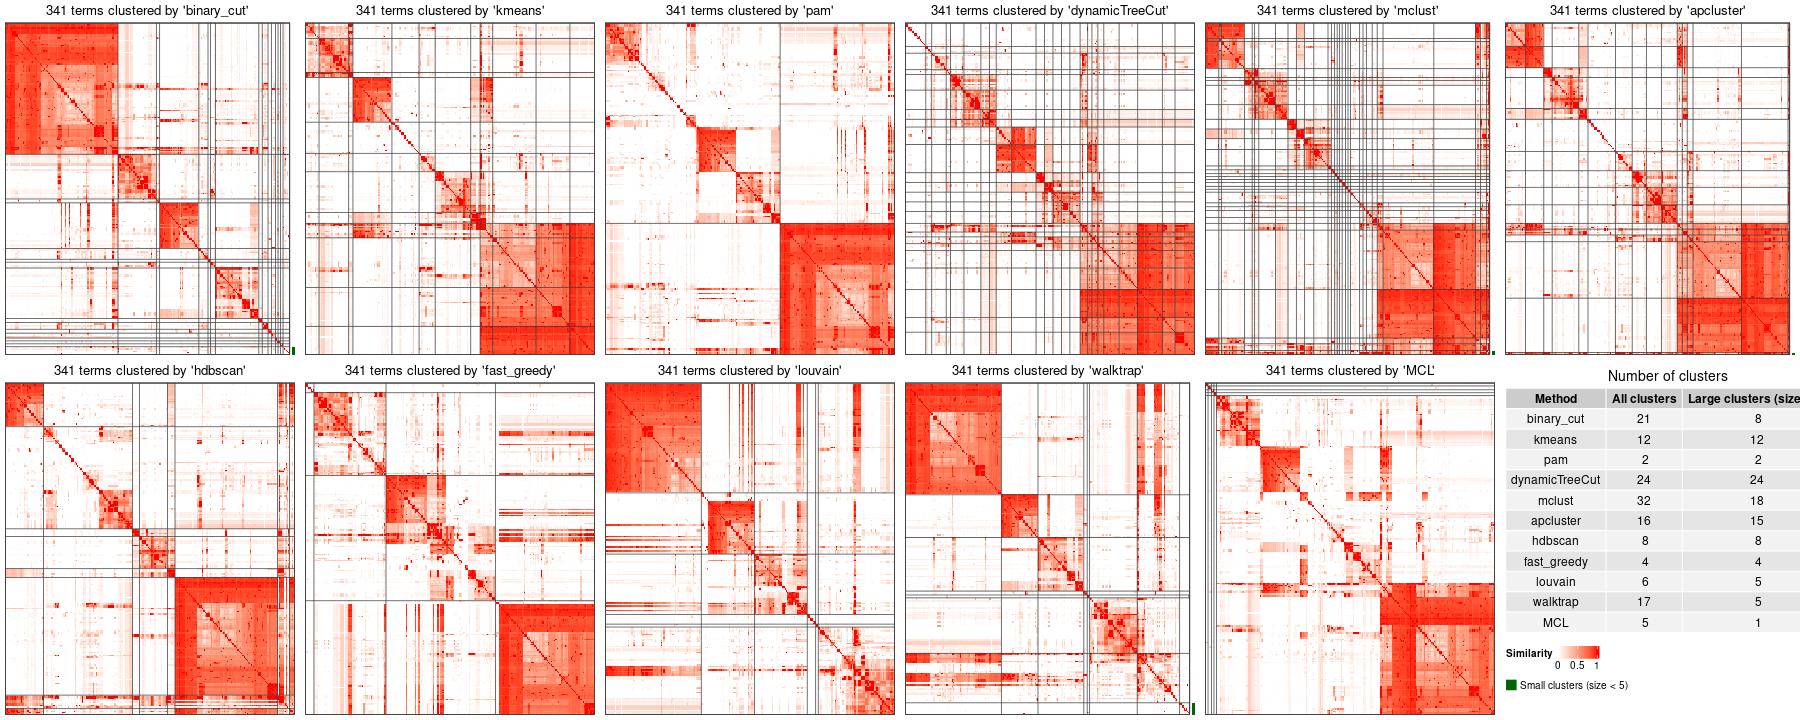 341 terms clustered by 'binary_cut'
341 terms clustered by 'kmeans'
341 terms clustered by 'pam'
341 terms clustered by 'dynamicTreeCut'
341 terms clustered by 'mclust'
341 terms clustered by 'apcluster'
341 terms clustered by 'hdbscan'
341 terms clustered by 'fast_greedy'
341 terms clustered by 'louvain'
341 terms clustered by 'walktrap'
341 terms clustered by 'MCL'
Number of clusters
Method All clusters Large clusters (size
binary_cut 21 8
kmeans 12 12
pam 2 2
dynamicTreeCut 24 24
mclust 32 18
apcluster 16 15
hdbscan 8 8
fast_greedy 4 4
louvain 6 5
walktrap 17 5
MCL 5 1
Similarity
0 0.5 1
Small clusters (size < 5)